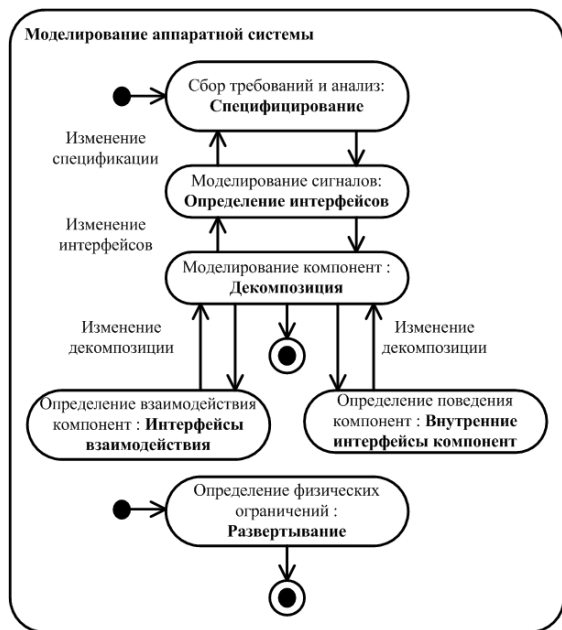 Моделирование аппаратной системы
Сбор требований и анализ:
Специфицирование
Изменение
спецификации
Моделирование сигналов:
Определение интерфейсов
Изменение
интерфейсов
Моделирование компонент :
Декомпозиция
Изменение
декомпозиции
Изменение
декомпозиции
Определение взаимодействия
компонент : Интерфейсы
взаимодействия
Определение поведения
компонент : Внутренние
интерфейсы компонент
Определение физических
ограничений :
Развертывание